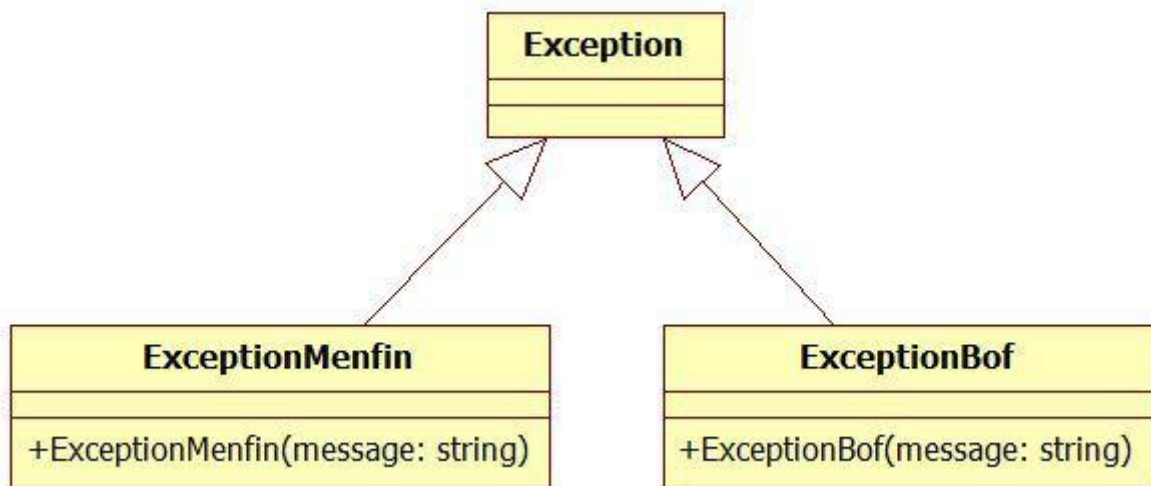 Exception
ExceptionMenfin
+ExceptionMenfin(message: string)
ExceptionBof
+ExceptionBof(message: string)